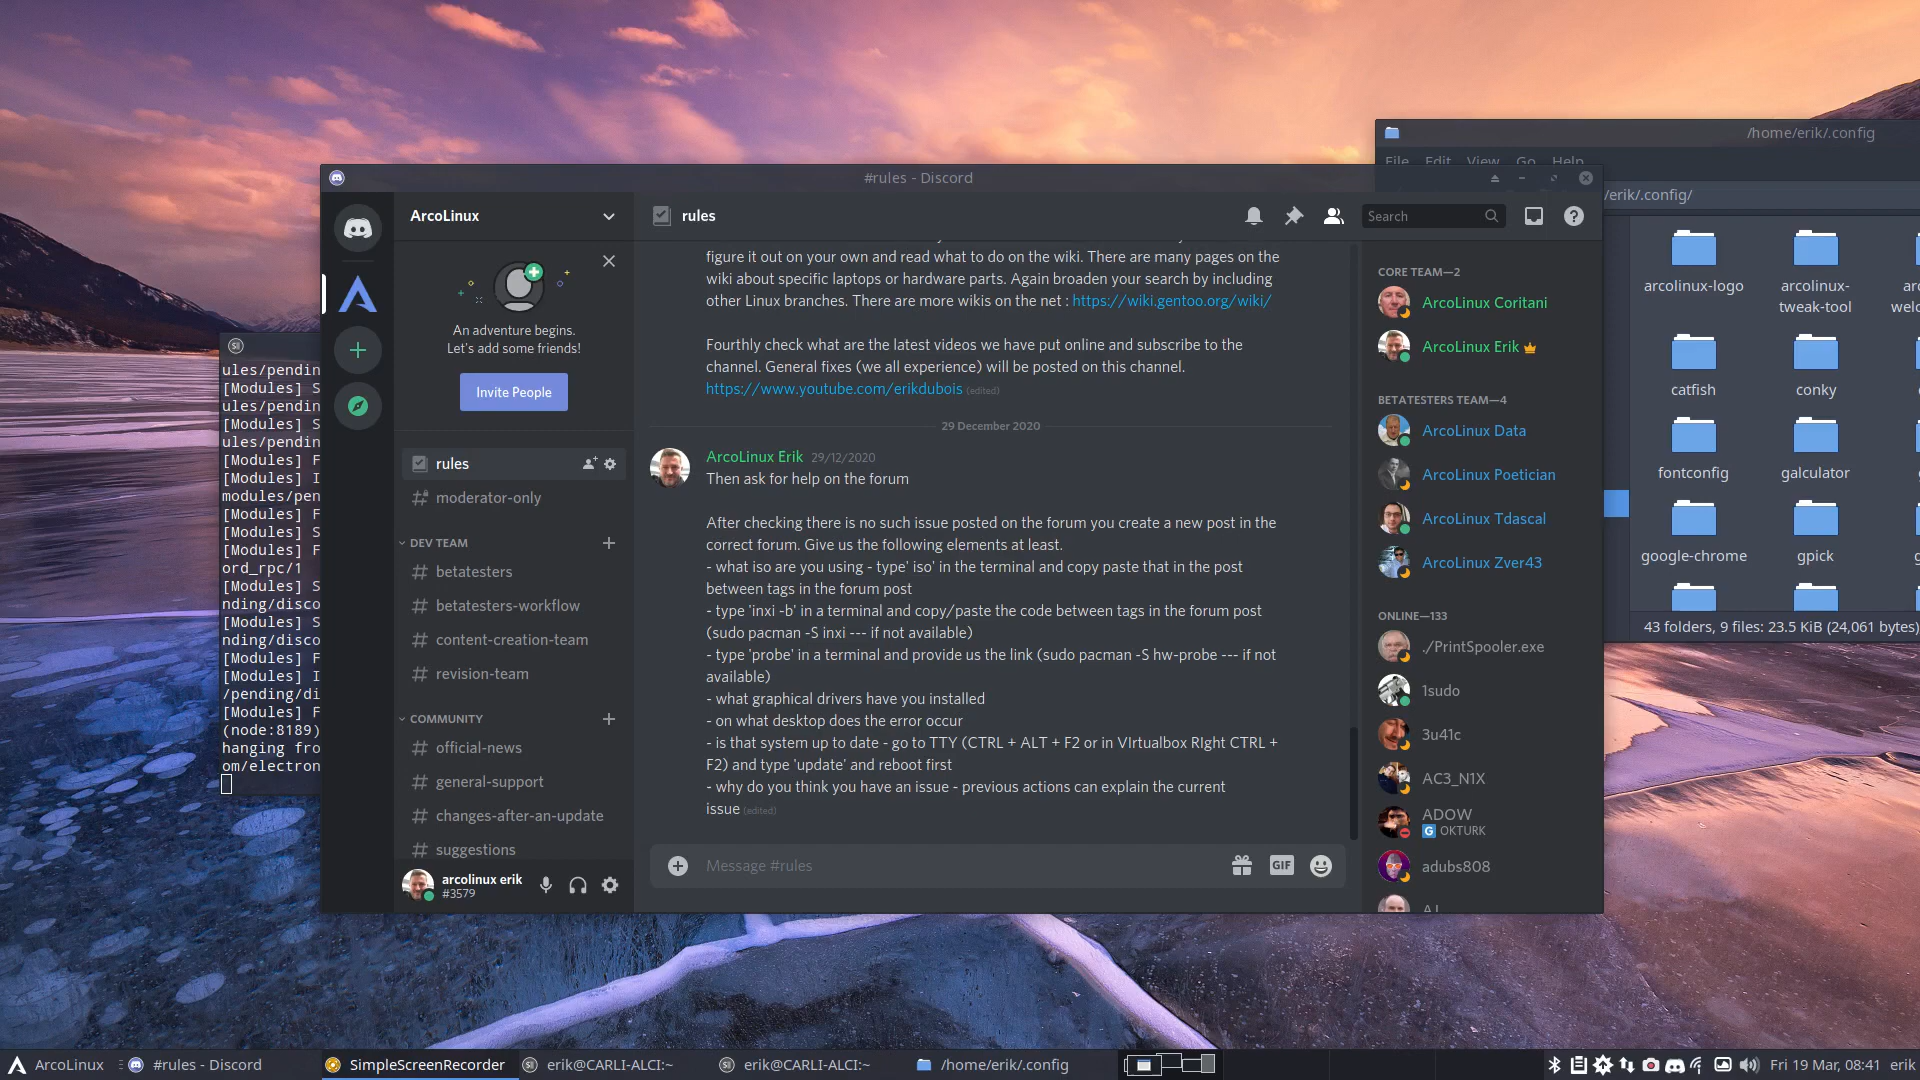 /home/erik/.config
File Edit View Go Help
#rules - Discord
/erik/.config/
ArcoLinux
rules
Search
An adventure begins.
Let's add some friends!
Invite People
rules
moderator-only
DEV TEAM
betatesters
betatesters-workflow
content-creation-team
revision-team
COMMUNITY
official-news
general-support
changes-after-an-update
suggestions
arcolinux erik
#3579
figure it out on your own and read what to do on the wiki. There are many pages on the
wiki about specific laptops or hardware parts. Again broaden your search by including
other Linux branches. There are more wikis on the net : https://wiki.gentoo.org/wiki/
Fourthly check what are the latest videos we have put online and subscribe to the
channel. General fixes (we all experience) will be posted on this channel.
https://www.youtube.com/erikdubois (edited)
29 December 2020
ArcoLinux Erik 29/12/2020
Then ask for help on the forum
After checking there is no such issue posted on the forum you create a new post in the
correct forum. Give us the following elements at least.
- what iso are you using - type' iso' in the terminal and copy paste that in the post
between tags in the forum post
- type 'inxi -b' in a terminal and copy/paste the code between tags in the forum post
(sudo pacman -S inxi --- if not available)
- type 'probe' in a terminal and provide us the link (sudo pacman -S hw-probe --- if not
available)
- what graphical drivers have you installed
- on what desktop does the error occur
- is that system up to date - go to TTY (CTRL + ALT + F2 or in VIrtualbox RIght CTRL +
F2) and type 'update' and reboot first
- why do you think you have an issue - previous actions can explain the current
issue (edited)
Message #rules
GIF
CORE TEAM—2
ArcoLinux Coritani
ArcoLinux Erik
BETATESTERS TEAM—4
ArcoLinux Data
ArcoLinux Poetician
ArcoLinux Tdascal
ArcoLinux Zver43
ONLINE—133
./PrintSpooler.exe
1sudo
3u41c
AC3_N1X
ADOW
G OKTURK
adubs808
ules/pendin
[Modules] S
ules/pendin
[Modules] S
ules/pendin
[Modules] F
[Modules] I
modules/pen
[Modules] F
[Modules] S
[Modules] F
ord_rpc/1
[Modules] S
nding/disco
[Modules] S
nding/disco
[Modules] F
[Modules] I
/pending/di
[Modules] F
(node:8189)
hanging fro
om/electron
arcolinux-logo
arcolinux-
tweak-tool
arc
welc
catfish
conky
fontconfig
galculator
google-chrome
gpick
43 folders, 9 files: 23.5 KiB (24,061 bytes)
ArcoLinux
#rules - Discord
SimpleScreenRecorder
erik@CARLI-ALCI:~
erik@CARLI-ALCI:~
/home/erik/.config
Fri 19 Mar, 08:41
erik